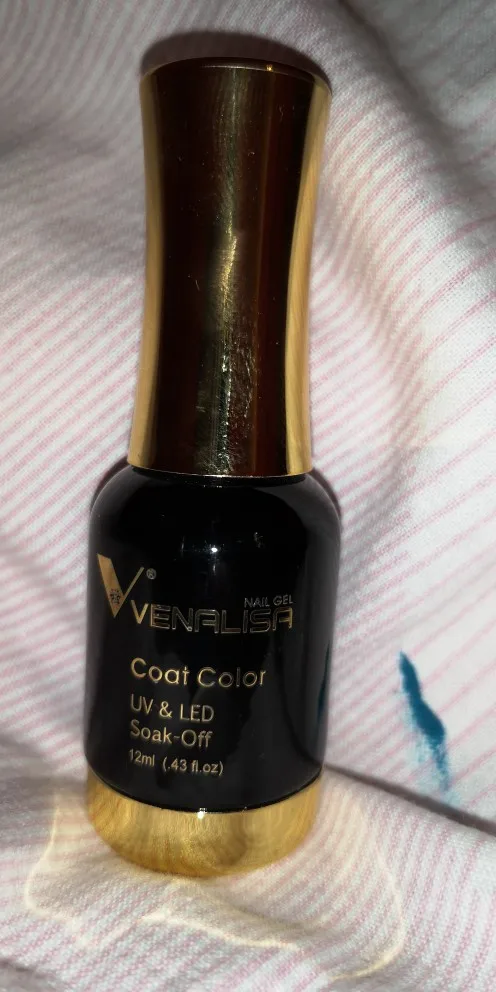 V®
NAIL GEL
VENALISA
Coat Color
UV & LED
Soak-Off
12ml (.43 fl.oz)